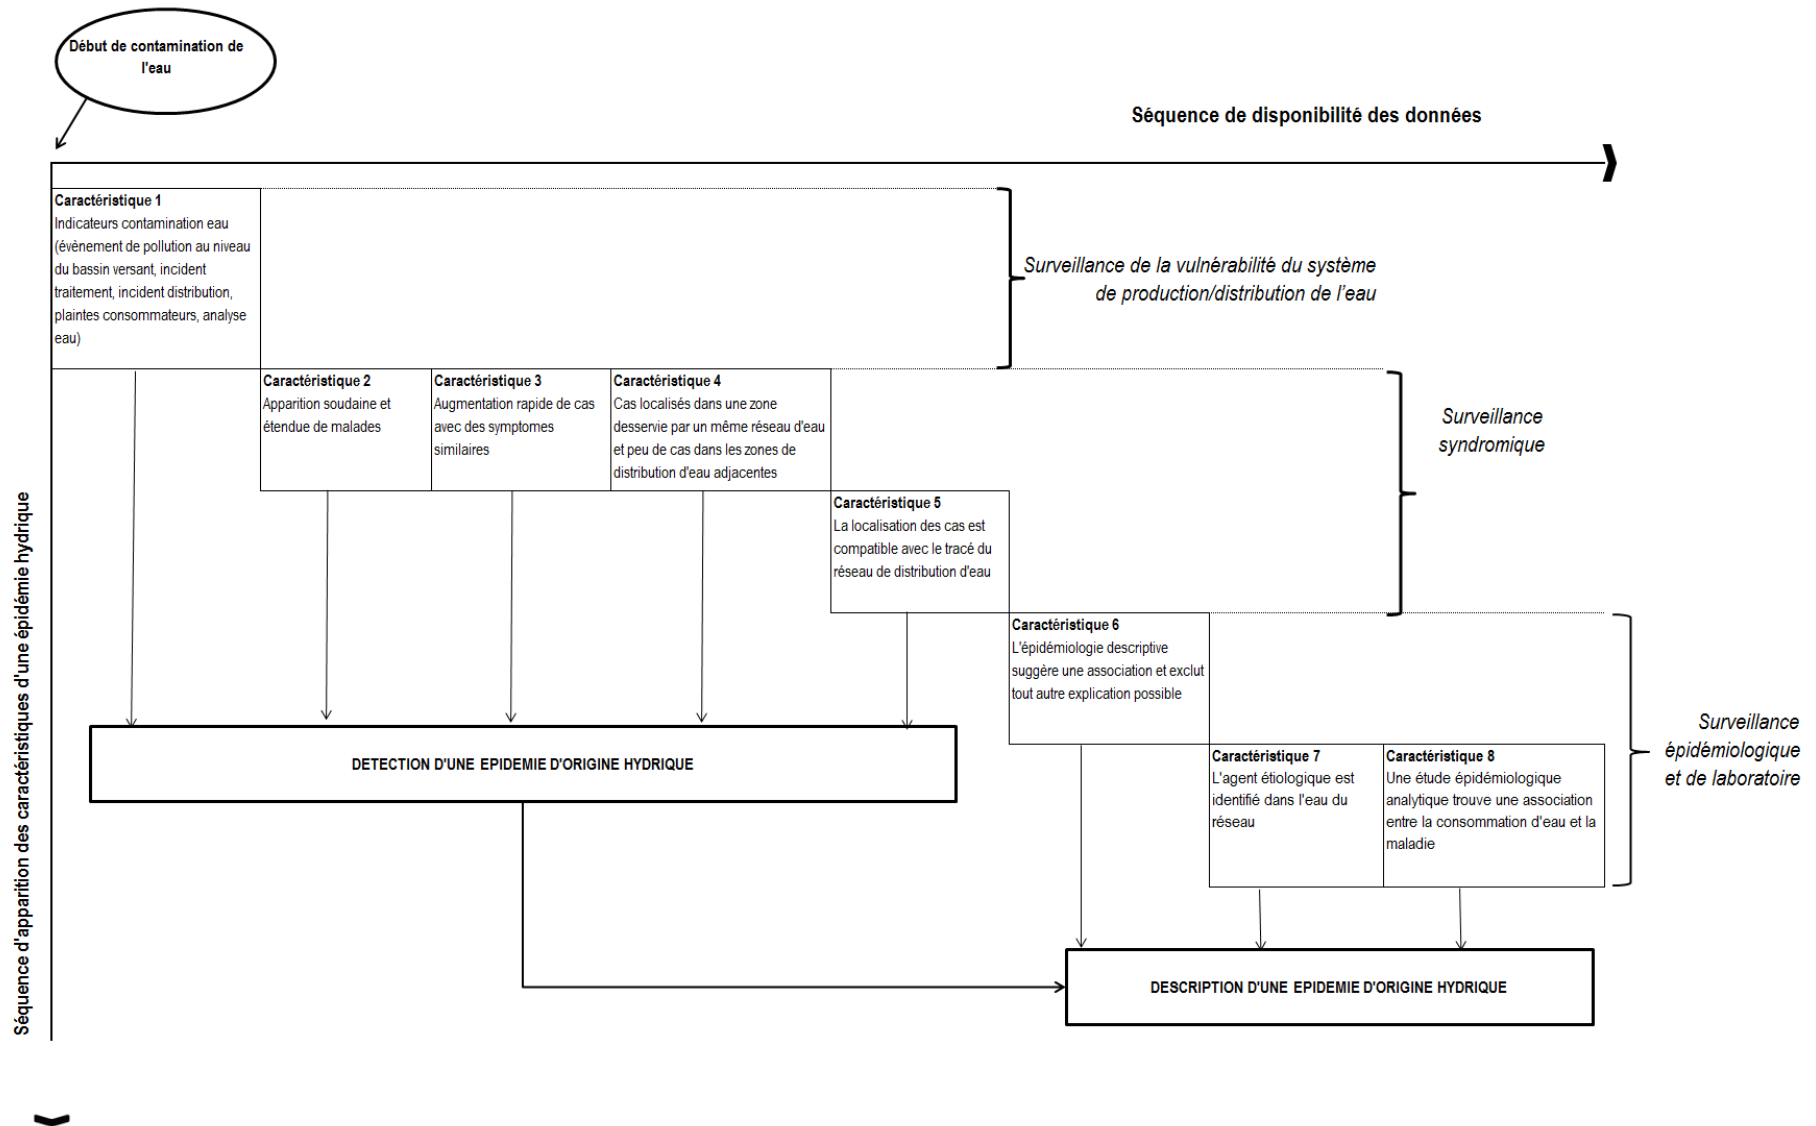 Début de contamination de
l'eau
Séquence de disponibilité des données
Caractéristique 1
Indicateurs contamination eau
(évènement de pollution au niveau
du bassin versant, incident
traitement, incident distribution,
plaintes consommateurs, analyse
eau)
Surveillance de la vulnérabilité du système
de production/distribution de l'eau
Caractéristique 2
Apparition soudaine et
étendue de malades
Caractéristique 3
Augmentation rapide de cas
avec des symptomes
similaires
Caractéristique 4
Cas localisés dans une zone
desservie par un même réseau d'eau
et peu de cas dans les zones de
distribution d'eau adjacentes
Surveillance
syndromique
Caractéristique 5
La localisation des cas est
compatible avec le tracé du
réseau de distribution d'eau
Caractéristique 6
L'épidémiologie descriptive
suggère une association et exclut
tout autre explication possible
Caractéristique 7
L'agent étiologique est
identifié dans l'eau du
réseau
Caractéristique 8
Une étude épidémiologique
analytique trouve une association
entre la consommation d'eau et la
maladie
Surveillance
épidémiologique
et de laboratoire
DETECTION D'UNE EPIDEMIE D'ORIGINE HYDRIQUE
DESCRIPTION D'UNE EPIDEMIE D'ORIGINE HYDRIQUE
Séquence d'apparition des caractéristiques d'une épidémie hydrique